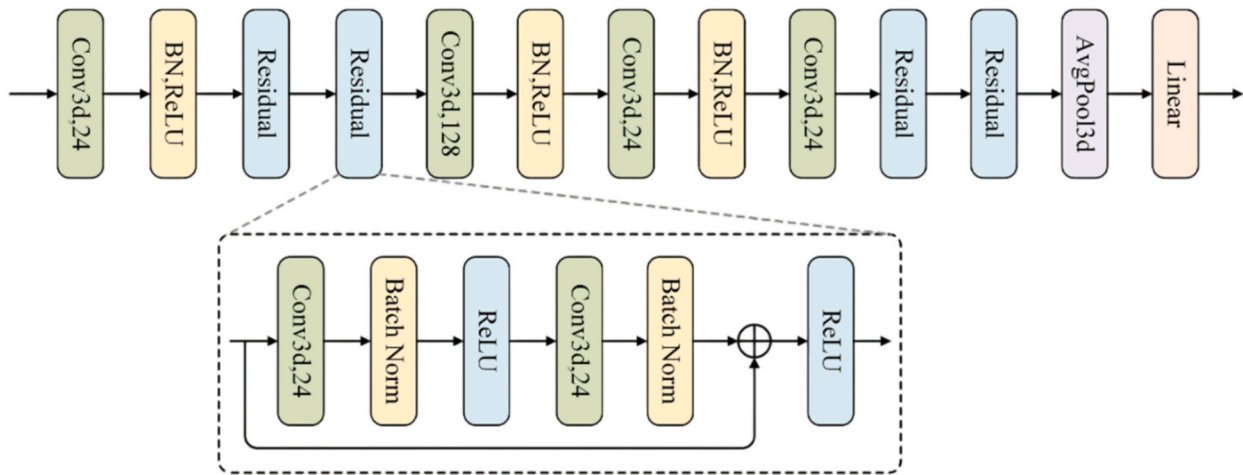 Conv3d,24
BN,ReLU
Residual
Residual
Conv3d,128
BN,ReLU
Conv3d,24
BN,ReLU
Conv3d,24
Residual
Residual
AvgPool3d
Linear
Conv3d,24
Batch Norm
ReLU
Conv3d,24
Batch Norm
ReLU